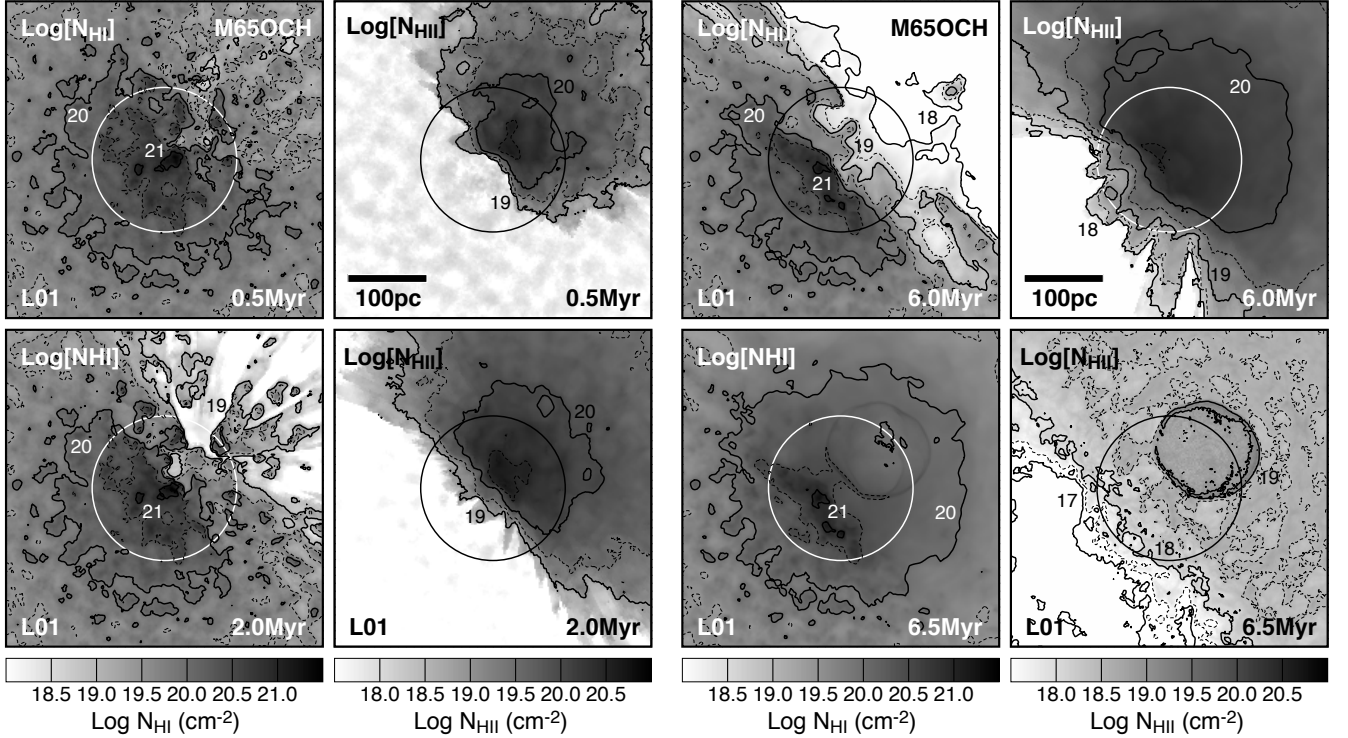 Log[N_HI] M65OCH
20
21
L01 0.5Myr
Log[N_HII]
20
19
100pc 0.5Myr
Log[N_HI] M65OCH
18
20
19
21
L01 6.0Myr
Log[N_HII]
20
18
19
100pc 6.0Myr
Log[NHI]
19
20
21
L01 2.0Myr
Log[N_HII]
20
19
L01 2.0Myr
Log[NHI]
21
20
L01 6.5Myr
Log[N_HII]
19
17
18
L01 6.5Myr
18.5 19.0 19.5 20.0 20.5 21.0
Log N_HI (cm^-2)
18.0 18.5 19.0 19.5 20.0 20.5
Log N_HII (cm^-2)
18.5 19.0 19.5 20.0 20.5 21.0
Log N_HI (cm^-2)
18.0 18.5 19.0 19.5 20.0 20.5
Log N_HII (cm^-2)